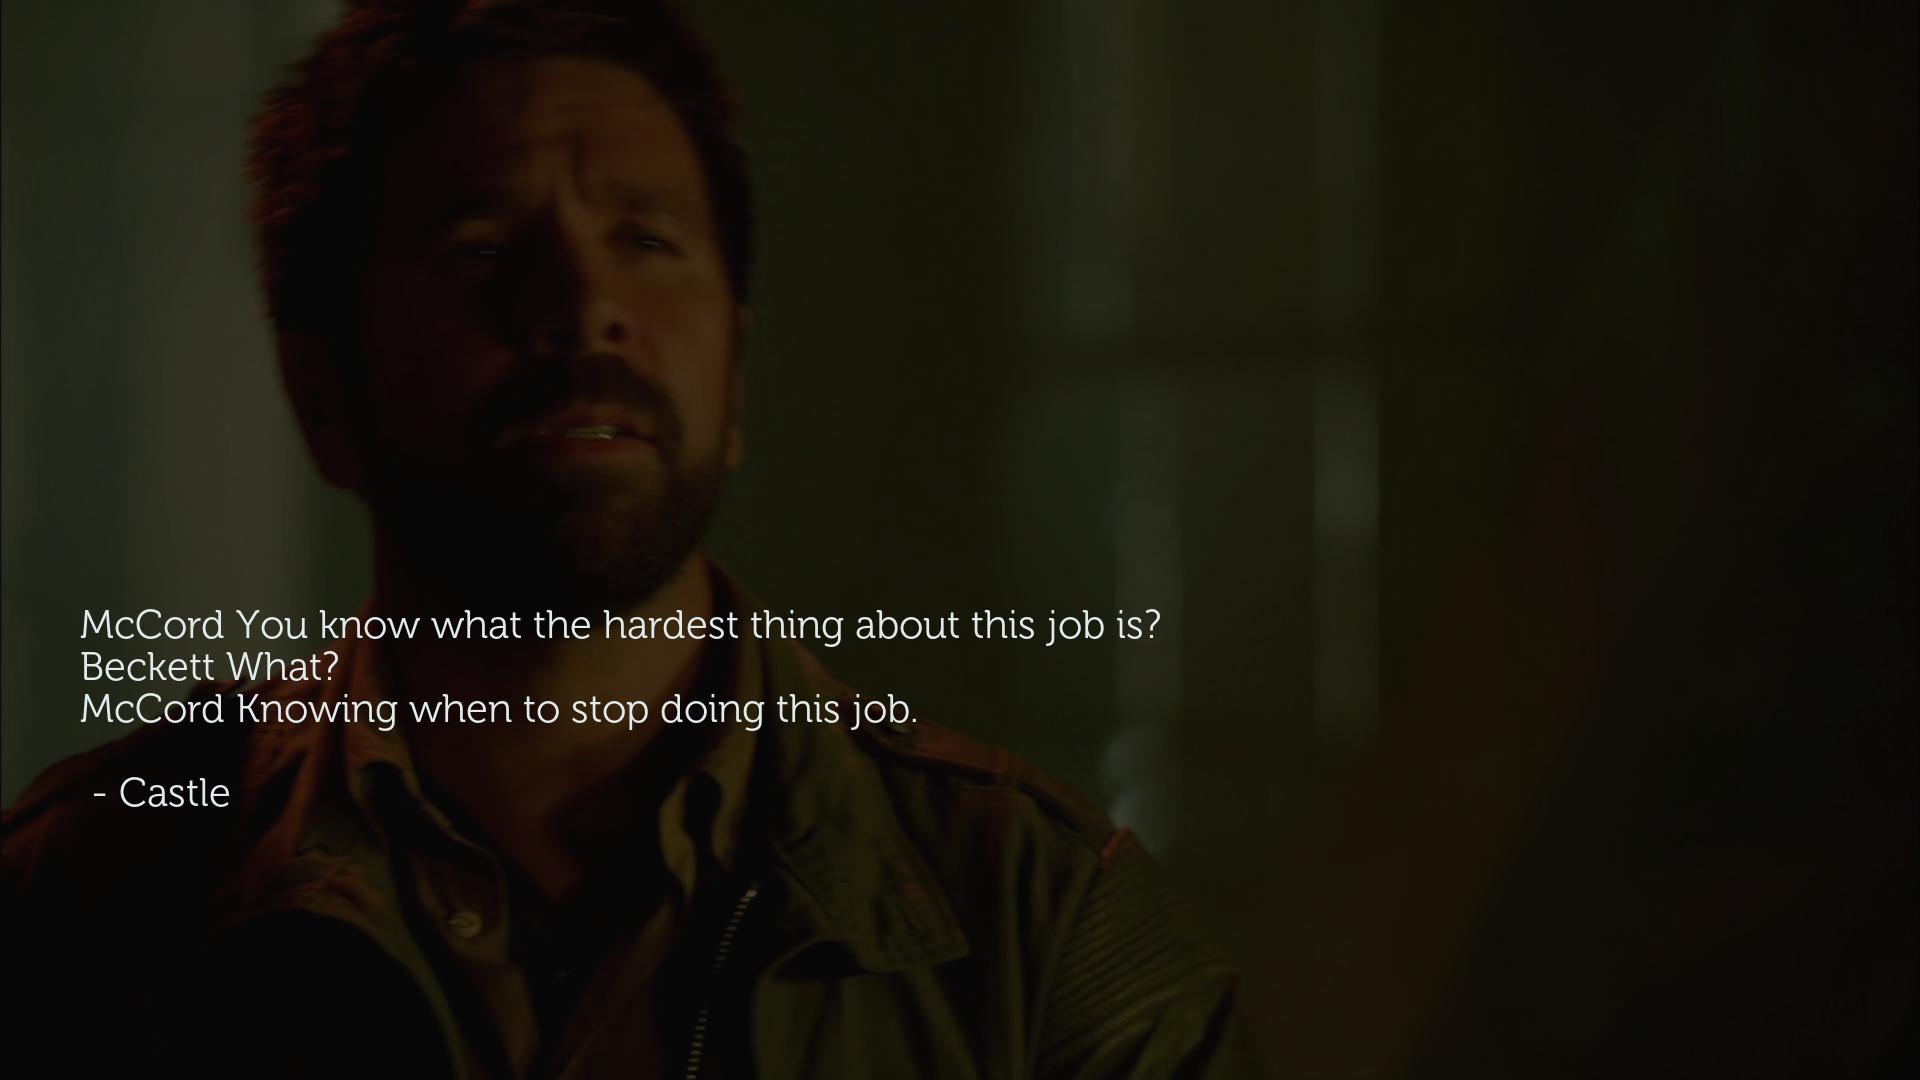 McCord You know what the hardest thing about this job is?
Beckett What?
McCord Knowing when to stop doing this job.
- Castle